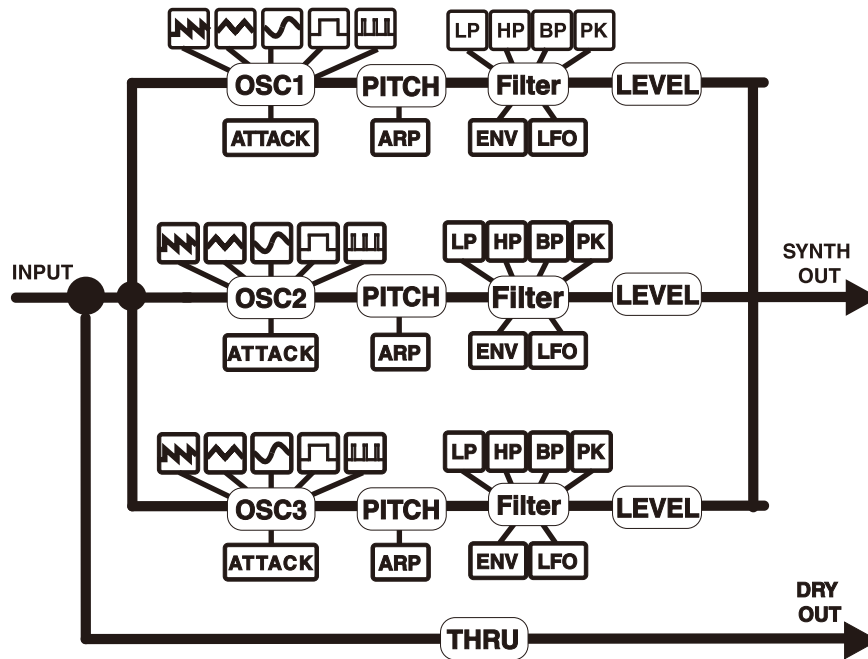 LP HP BP PK
OSC1 PITCH Filter LEVEL
ATTACK ARP ENV LFO
LP HP BP PK
INPUT
SYNTH
OUT
OSC2 PITCH Filter LEVEL
ATTACK ARP ENV LFO
LP HP BP PK
OSC3 PITCH Filter LEVEL
ATTACK ARP ENV LFO
DRY
OUT
THRU